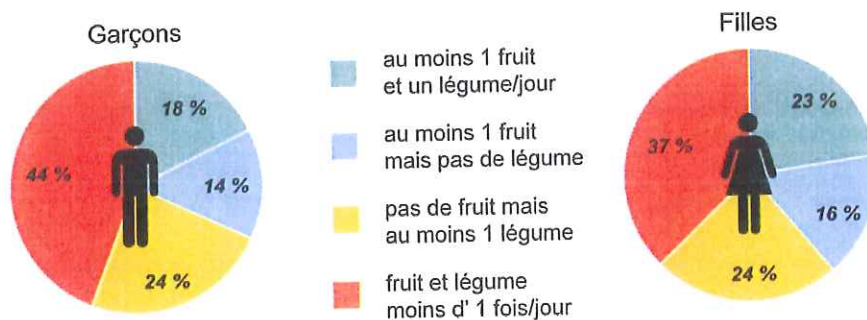 Garçons
18 %
14 %
24 %
44 %
au moins 1 fruit
et un légume/jour
au moins 1 fruit
mais pas de légume
pas de fruit mais
au moins 1 légume
fruit et légume
moins d' 1 fois/jour
Filles
23 %
16 %
24 %
37 %